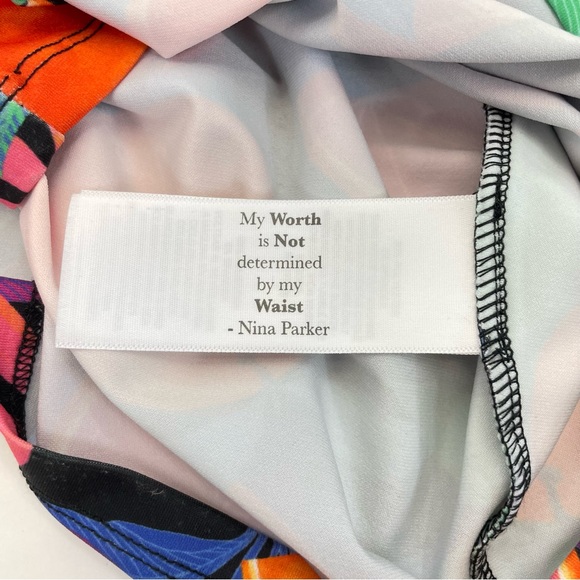 My Worth
is Not
determined
by my
Waist
- Nina Parker